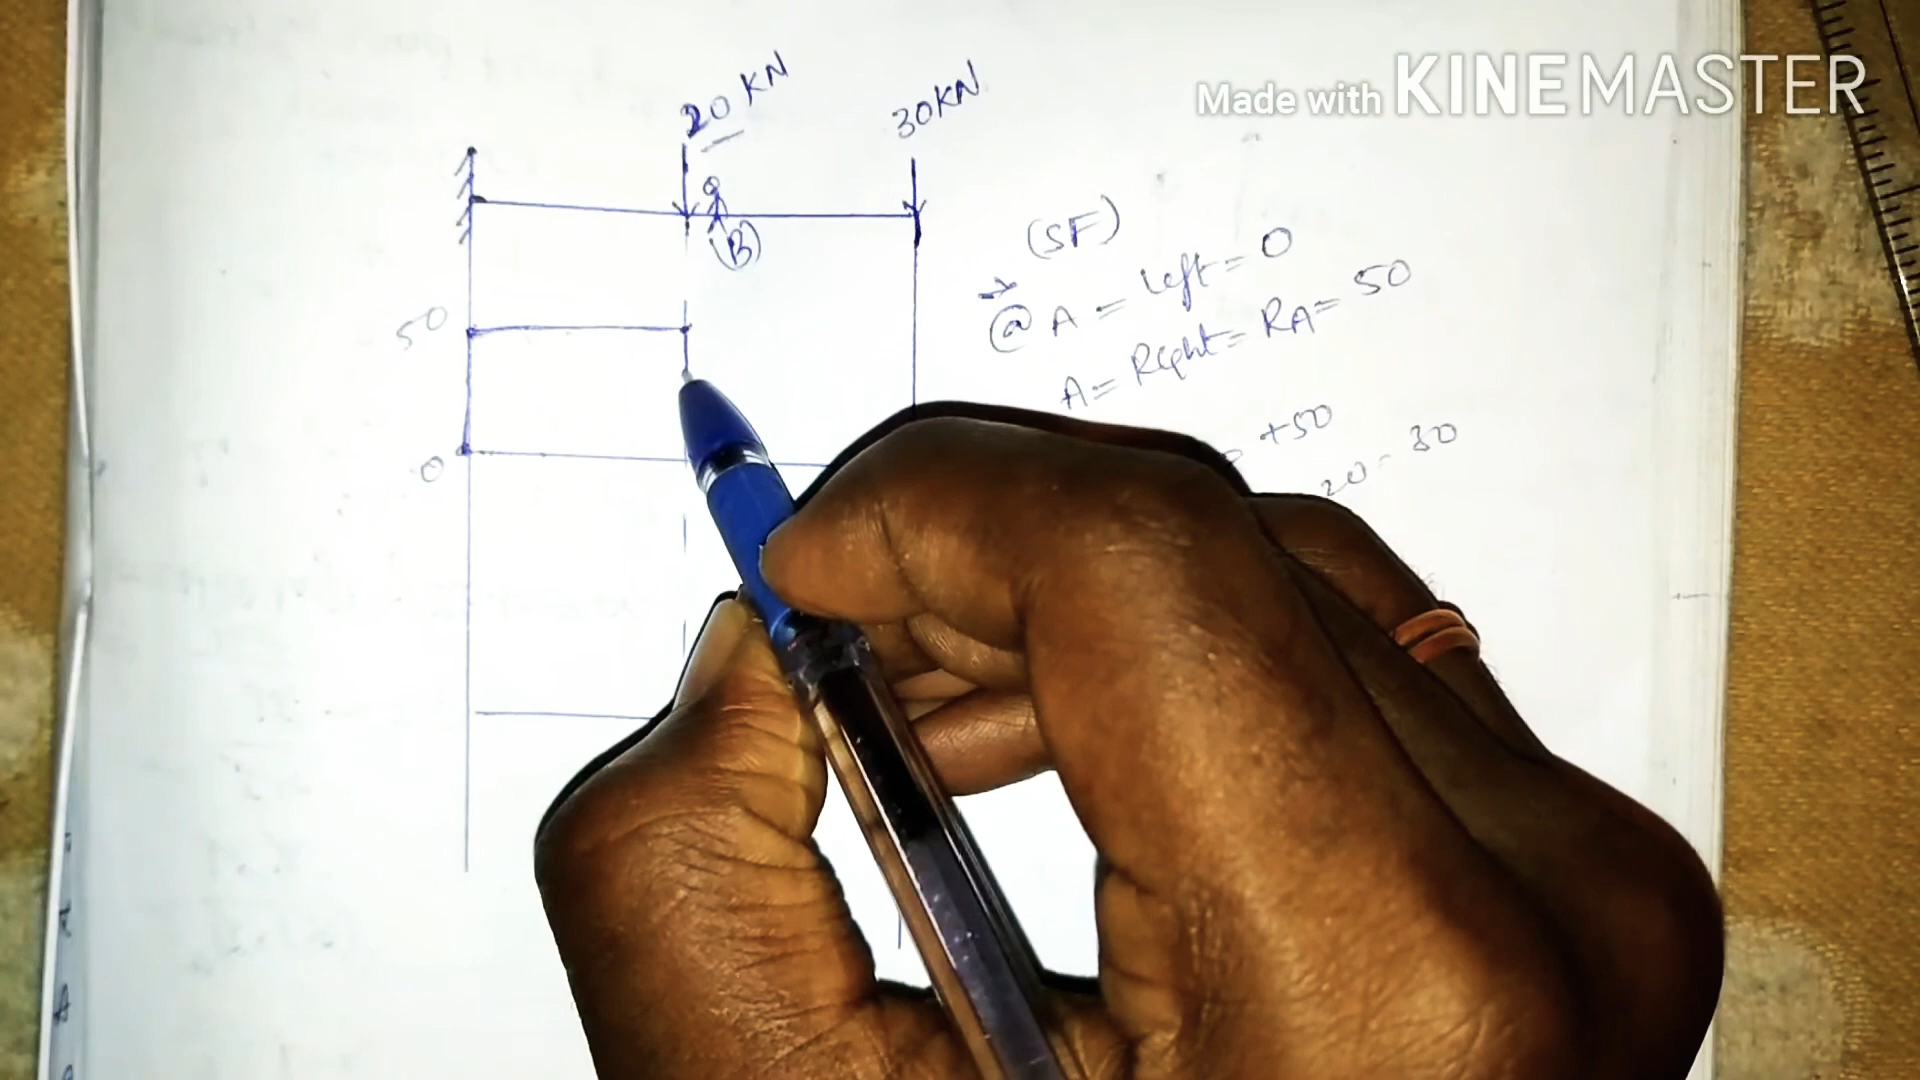 Made with KINEMASTER
20 KN
30KN
(B)
(SF)
@ A = Left = 0
A = Right = RA = 50
+50
20 - 30
50
0